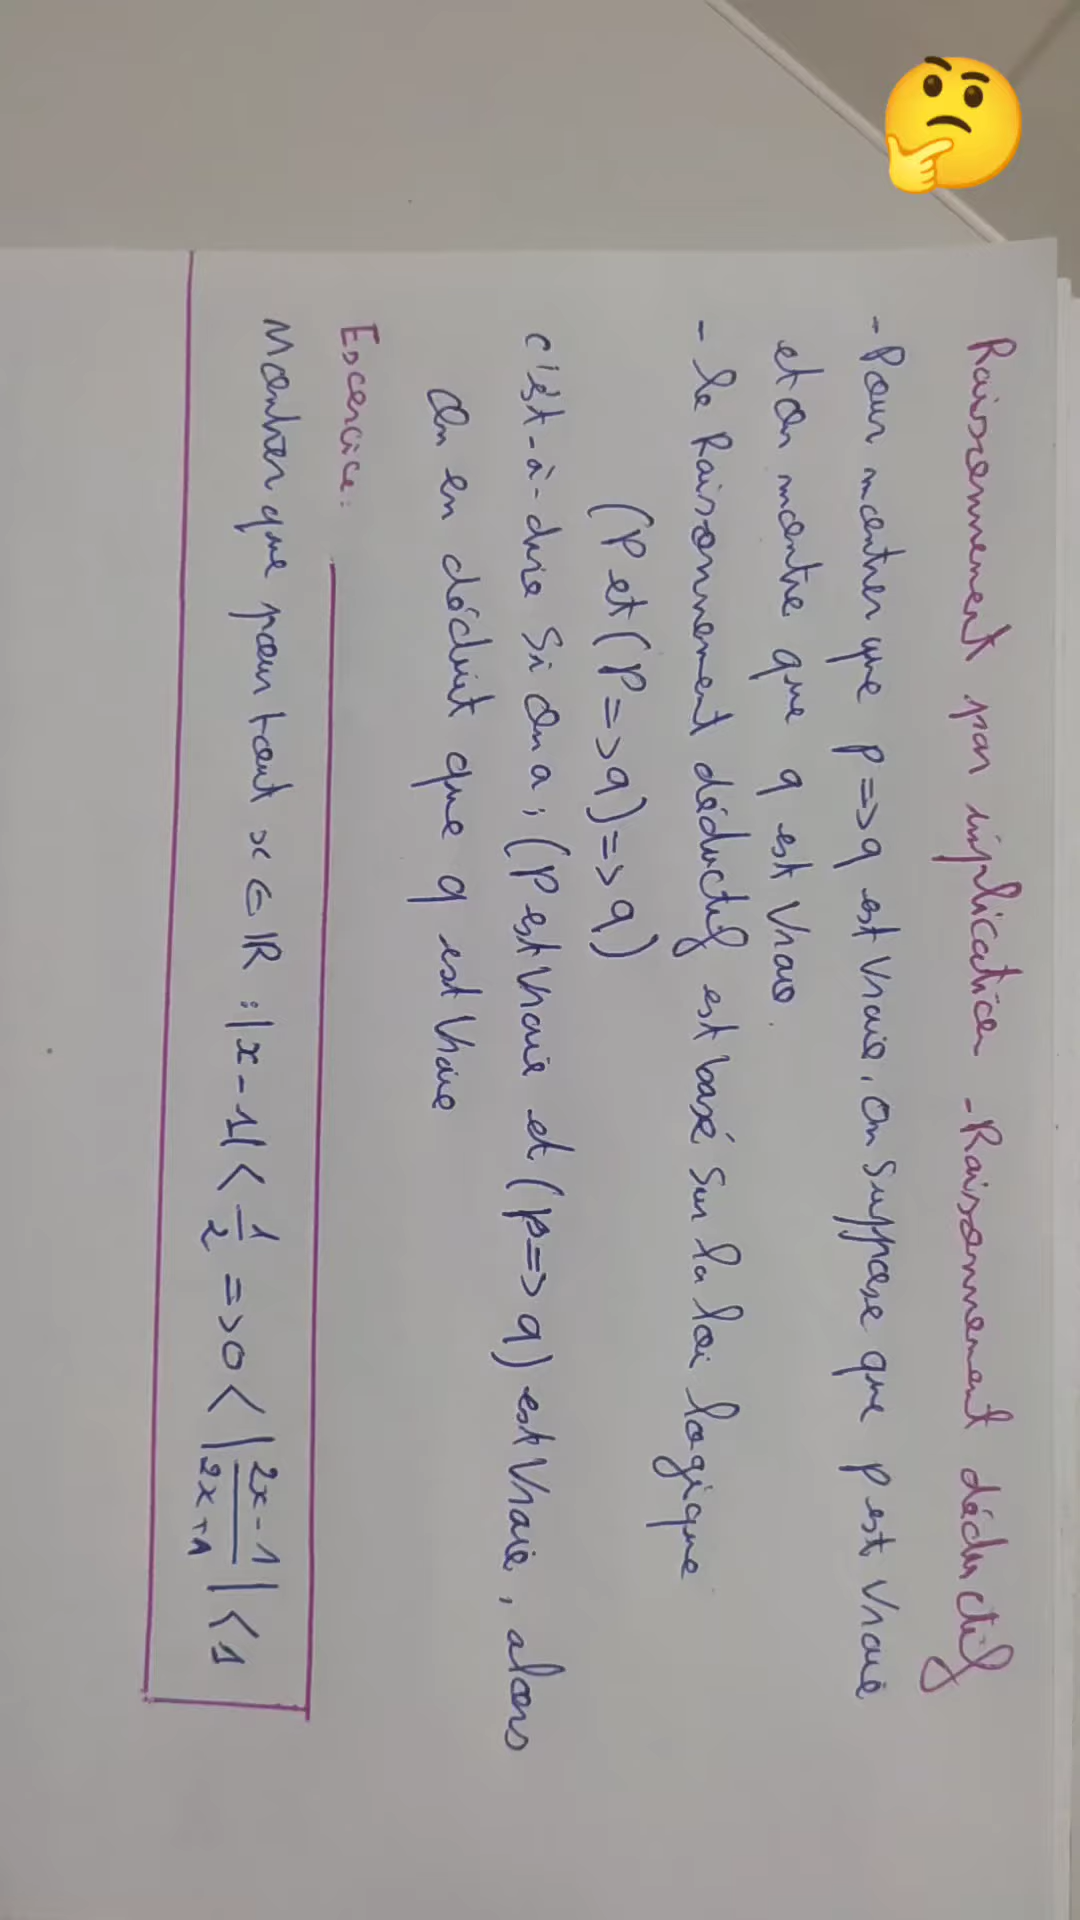 Raisonnement par implication - Raisonnement déductif
- Pour montrer que P => q est Vraie, on suppose que p est Vraie
et on montre que q est Vraie.
- le Raisonnement déductif est basé sur la loi logique
(P et (P => q) => q)
c'est-à-dire si on a ; (P est Vraie et (p => q) est Vraie, alors
on en déduit que q est Vraie
Excercice :
Montrer que pour tout x ∈ ℝ : |x - 1| < 1/2 => 0 < |(2x - 1)/(2x + 1)| < 1